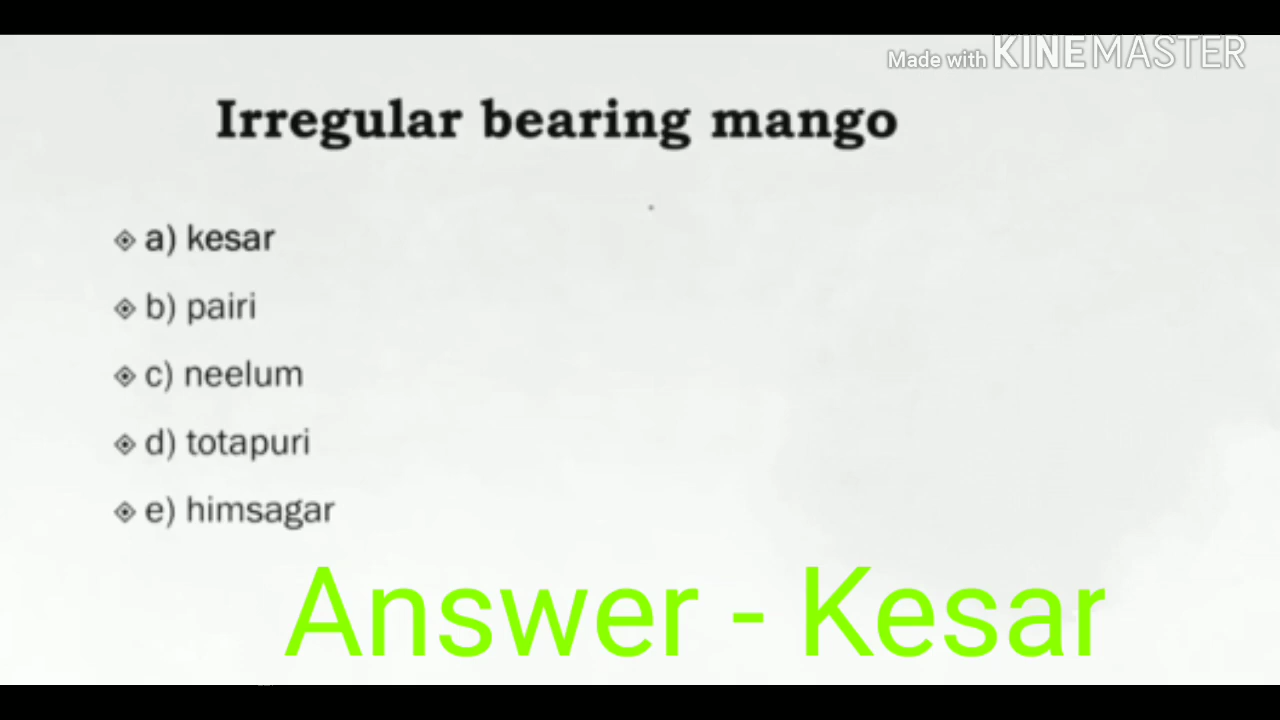 Made with KINEMASTER
Irregular bearing mango
a) kesar
b) pairi
c) neelum
d) totapuri
e) himsagar
Answer - Kesar